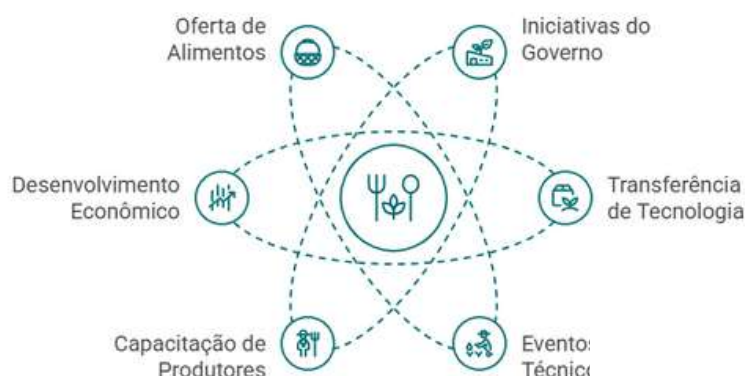 Oferta de
Alimentos
Iniciativas do
Governo
Desenvolvimento
Econômico
Transferência
de Tecnologia
Capacitação de
Produtores
Evento
Técnic